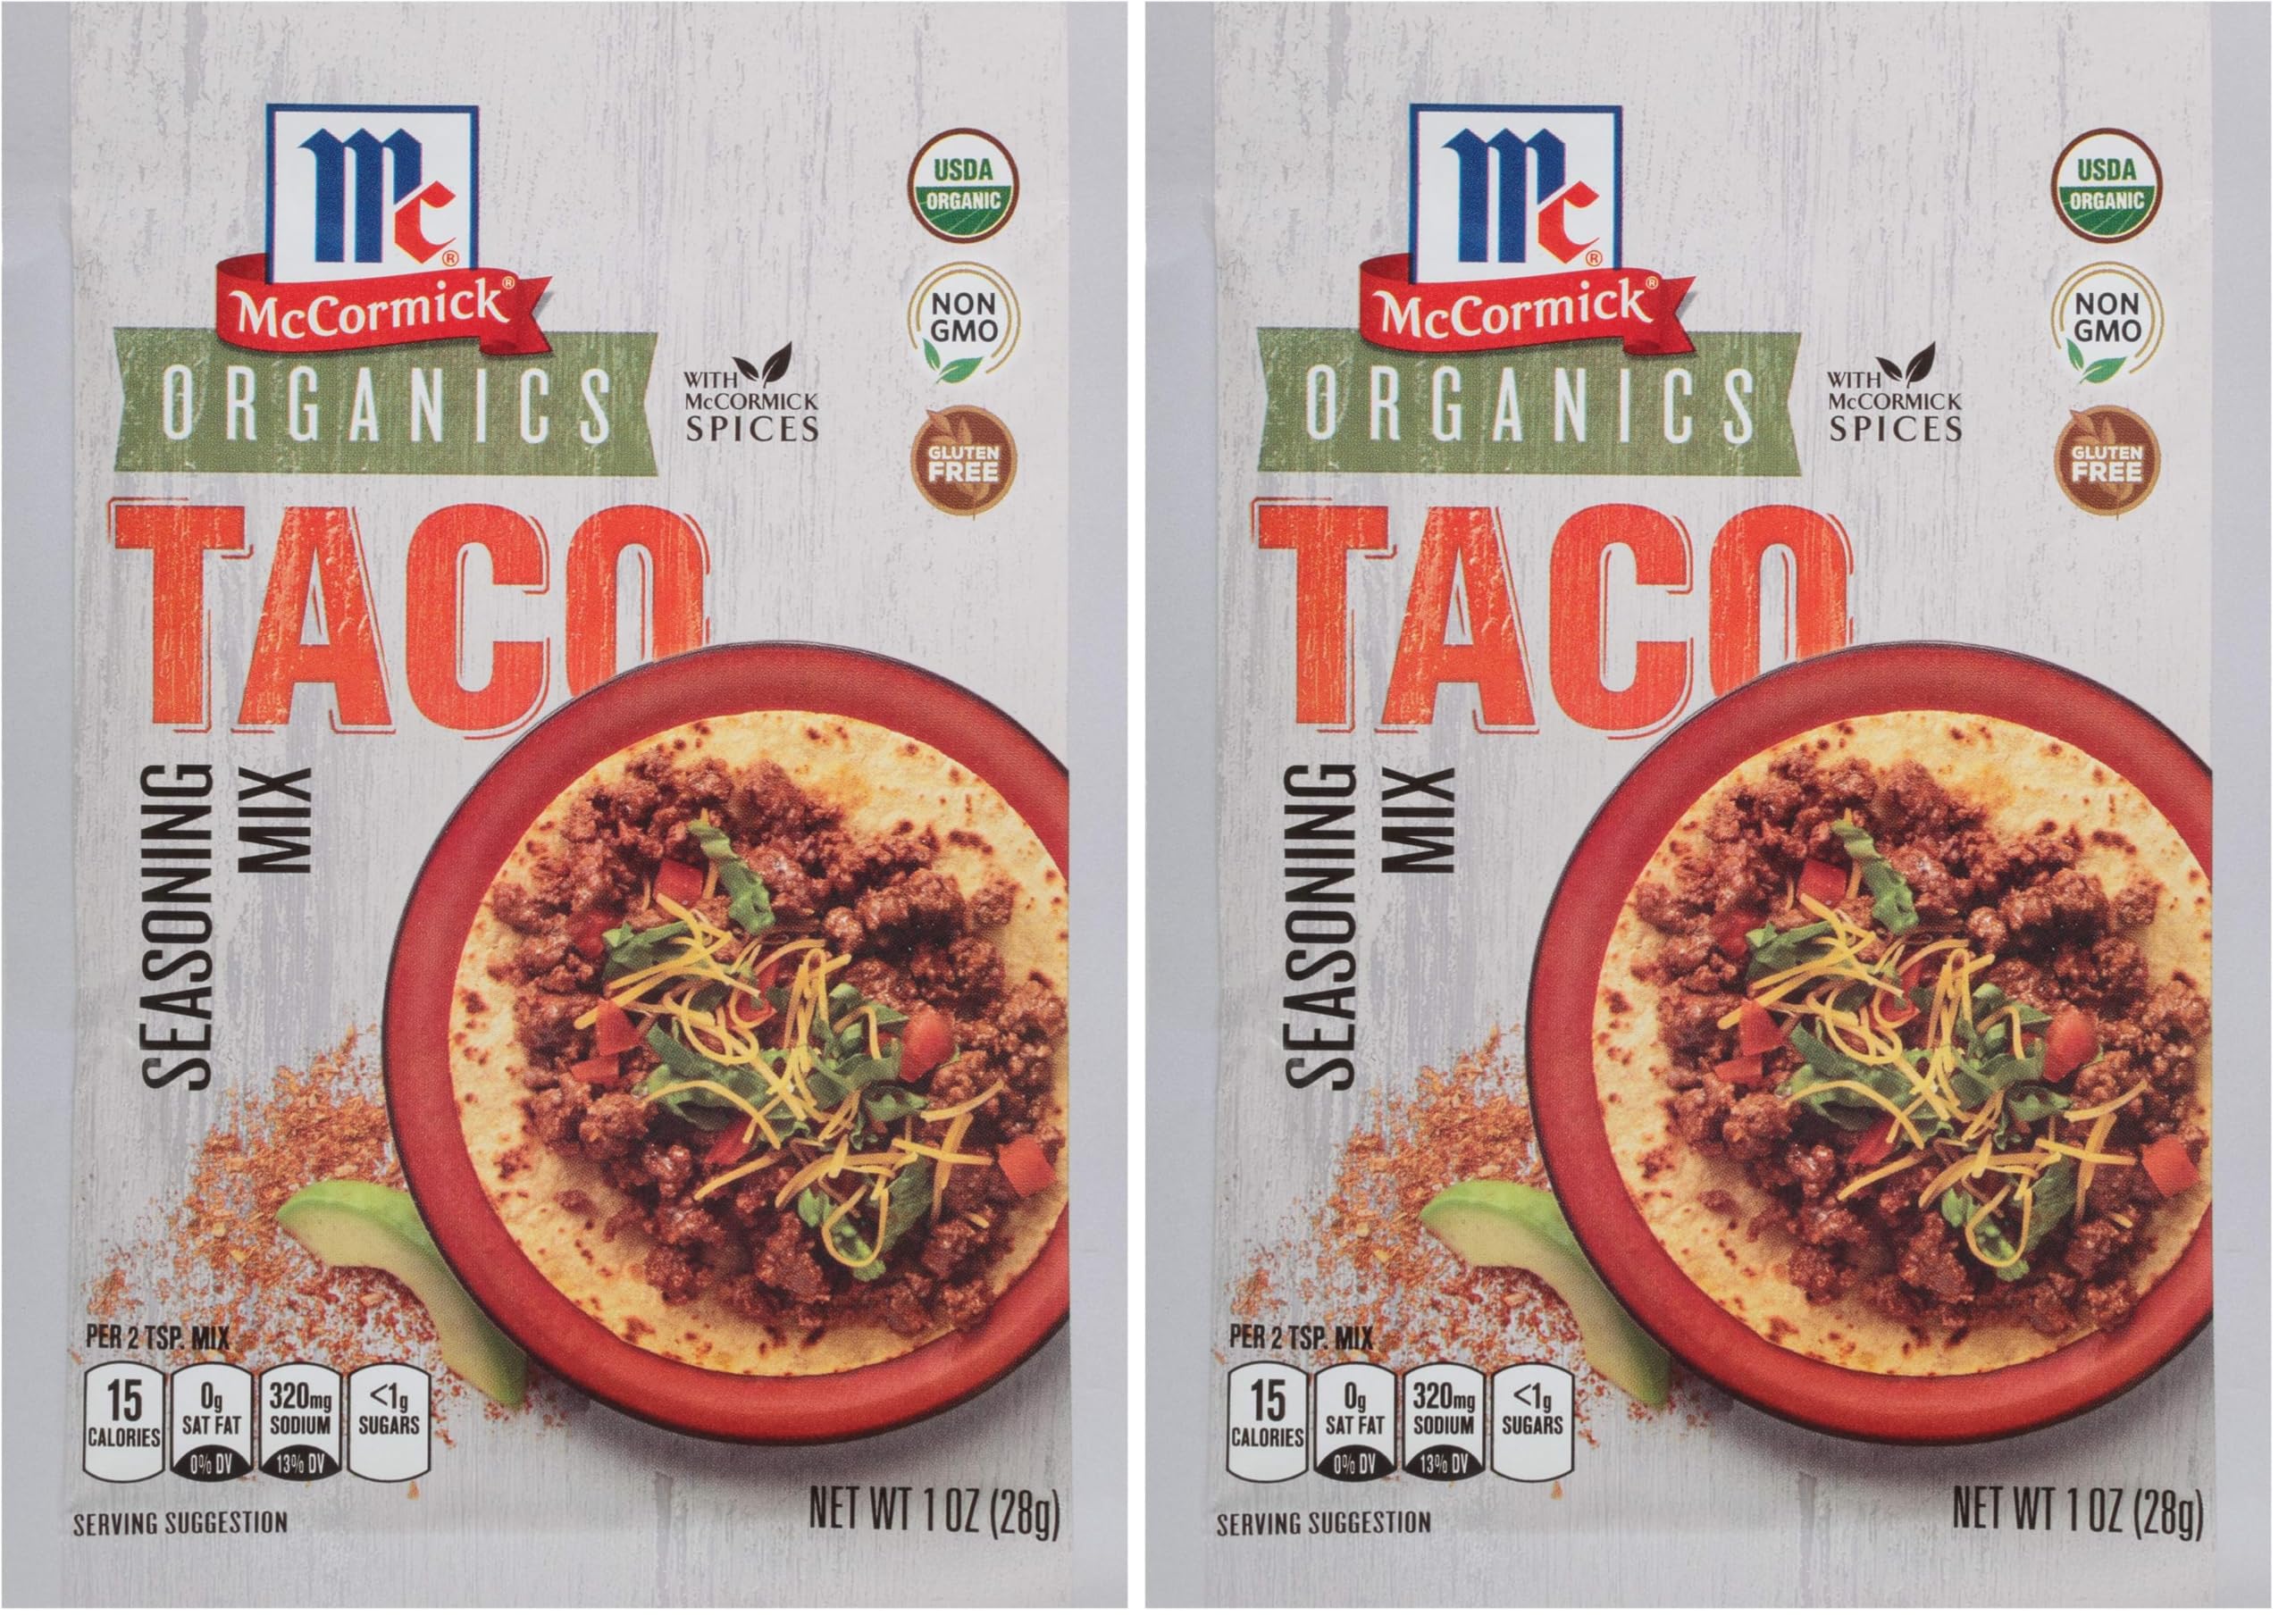 Mc®
McCormick®
ORGANICS
WITH
McCORMICK
SPICES
USDA
ORGANIC
NON
GMO
GLUTEN
FREE
TACO
SEASONING
MIX
PER 2 TSP. MIX
15
CALORIES
0g
SAT FAT
0% DV
320mg
SODIUM
13% DV
<1g
SUGARS
SERVING SUGGESTION
NET WT 1 OZ (28g)
Mc®
McCormick®
ORGANICS
WITH
McCORMICK
SPICES
USDA
ORGANIC
NON
GMO
GLUTEN
FREE
TACO
SEASONING
MIX
PER 2 TSP. MIX
15
CALORIES
0g
SAT FAT
0% DV
320mg
SODIUM
13% DV
<1g
SUGARS
SERVING SUGGESTION
NET WT 1 OZ (28g)